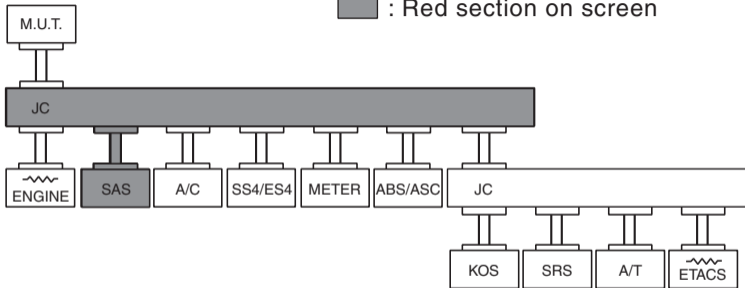 : Red section on screen
M.U.T.
JC
ENGINE SAS A/C SS4/ES4 METER ABS/ASC JC
KOS SRS A/T ETACS